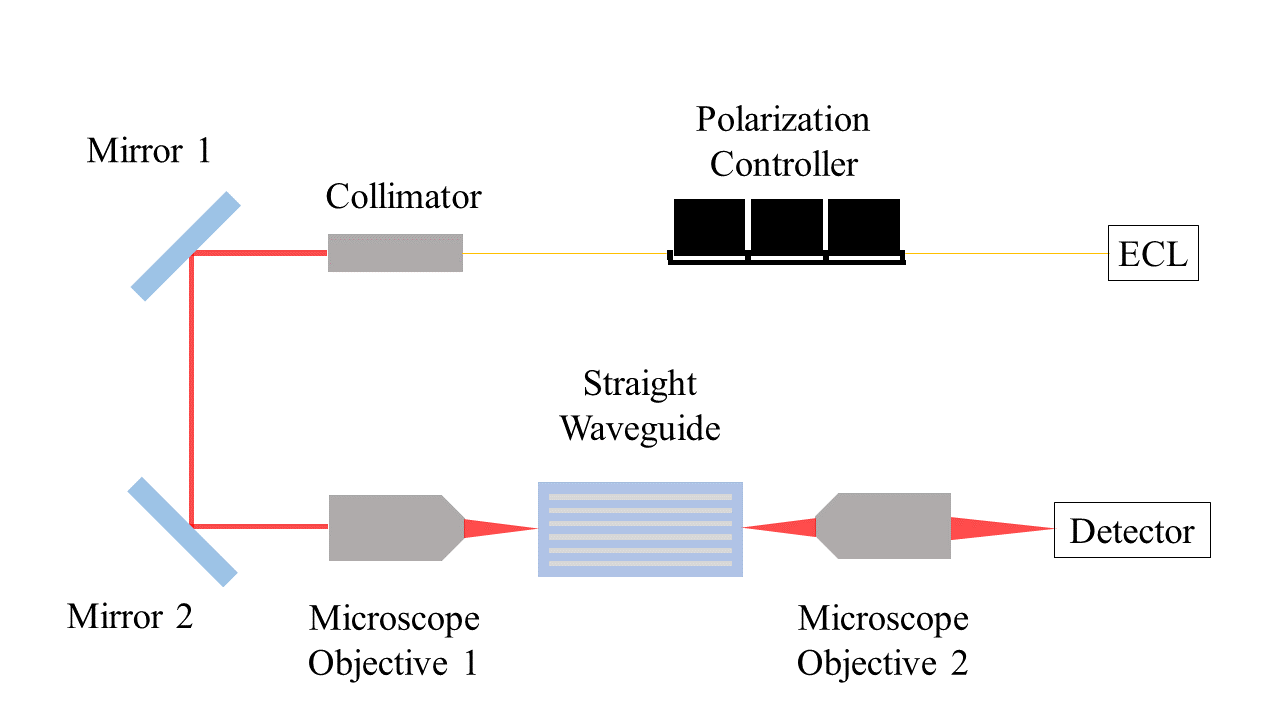 Polarization
Controller
Mirror 1
Collimator
ECL
Straight
Waveguide
Detector
Mirror 2
Microscope
Objective 1
Microscope
Objective 2